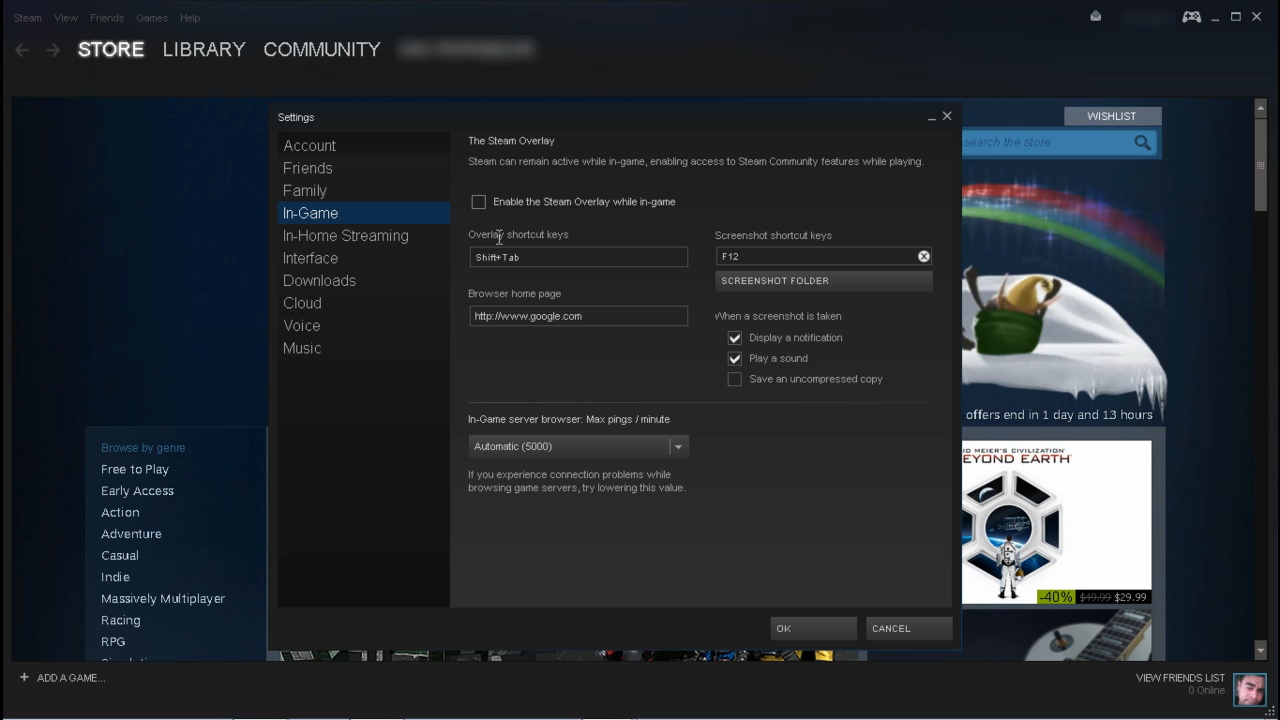 Steam View Friends Games Help
STORE LIBRARY COMMUNITY
WISHLIST
search the store
Settings
Account
Friends
Family
In-Game
In-Home Streaming
Interface
Downloads
Cloud
Voice
Music
The Steam Overlay
Steam can remain active while in-game, enabling access to Steam Community features while playing.
Enable the Steam Overlay while in-game
Overlay shortcut keys
Shift+Tab
Browser home page
http://www.google.com
Screenshot shortcut keys
F12
SCREENSHOT FOLDER
When a screenshot is taken
Display a notification
Play a sound
Save an uncompressed copy
In-Game server browser: Max pings / minute
Automatic (5000)
If you experience connection problems while
browsing game servers, try lowering this value.
OK CANCEL
offers end in 1 day and 13 hours
MEIER'S CIVILIZATION
EYOND EARTH
-40% $49.99 $29.99
Browse by genre
Free to Play
Early Access
Action
Adventure
Casual
Indie
Massively Multiplayer
Racing
RPG
+ ADD A GAME...
VIEW FRIENDS LIST
0 Online